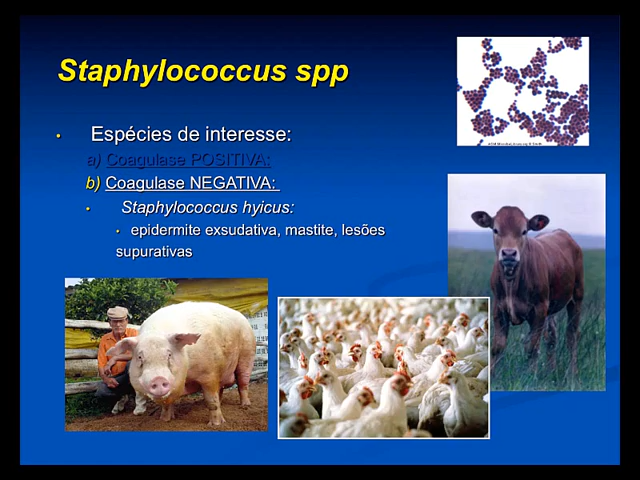 Staphylococcus spp
• Espécies de interesse:
a) Coagulase POSITIVA:
b) Coagulase NEGATIVA:
• Staphylococcus hyicus:
• epidermite exsudativa, mastite, lesões
supurativas